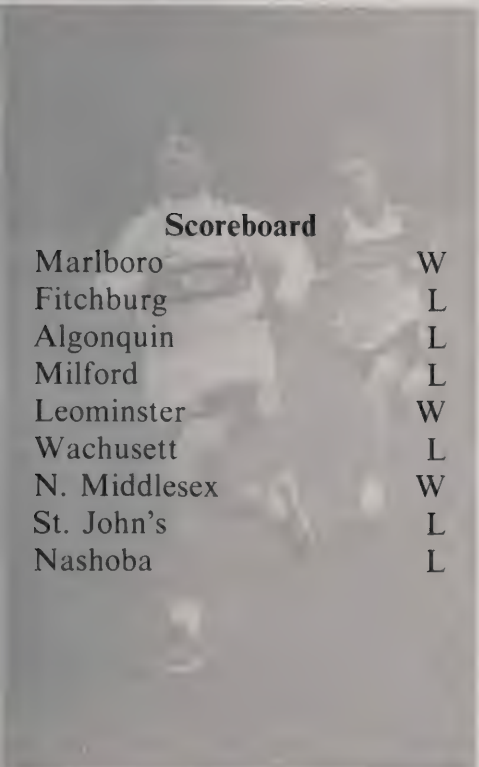 Scoreboard
Marlboro W
Fitchburg L
Algonquin L
Milford L
Leominster W
Wachusett L
N. Middlesex W
St. John's L
Nashoba L